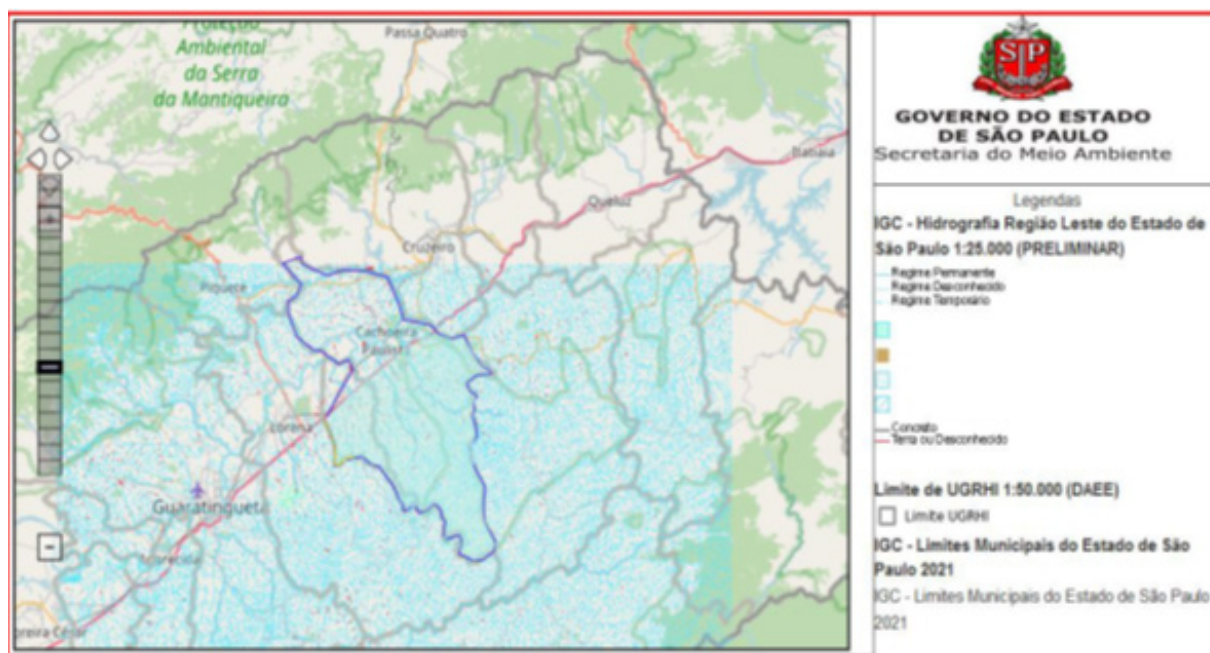 Proteção
Ambiental
da Serra
da Mantiqueira
Passa Quatro
Itatiaia
Queluz
Cruzeiro
Piquete
Cachoeira
Paulista
Lorena
Guaratinguetá
Aparecida
oreira César
SP
GOVERNO DO ESTADO
DE SÃO PAULO
Secretaria do Meio Ambiente
Legendas
IGC - Hidrografia Região Leste do Estado de
São Paulo 1:25.000 (PRELIMINAR)
Regime Permanente
Regime Desconhecido
Regime Temporário
Concreto
Terra ou Desconhecido
Limite de UGRHI 1:50.000 (DAEE)
Limite UGRHI
IGC - Limites Municipais do Estado de São
Paulo 2021
IGC - Limites Municipais do Estado de São Paulo
2021